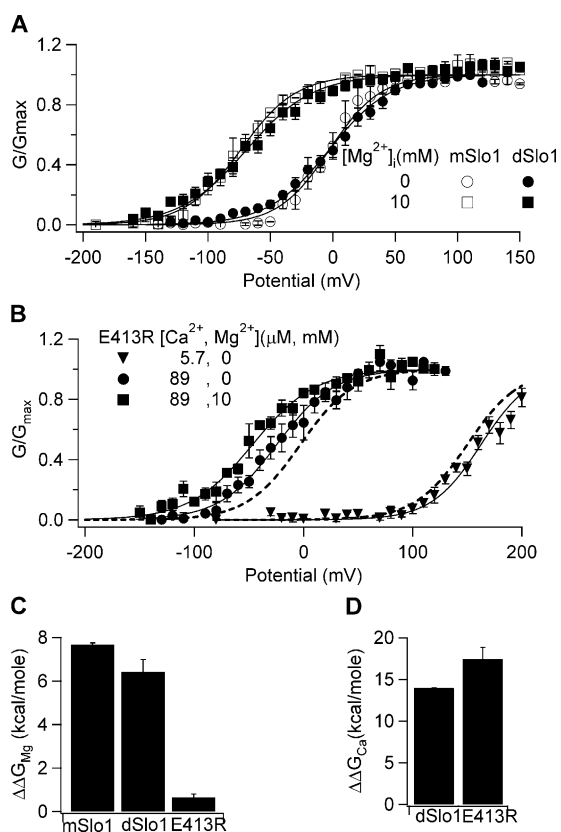 A
1.2
0.8
0.4
0.0
G/Gmax
[Mg2+]i(mM) mSlo1 dSlo1
0
10
-200 -150 -100 -50 0 50 100 150
Potential (mV)
B
1.2
0.8
0.4
0.0
G/Gmax
E413R [Ca2+, Mg2+](μM, mM)
5.7, 0
89 , 0
89 ,10
-200 -100 0 100 200
Potential (mV)
C
8
6
4
2
0
ΔΔGMg (kcal/mole)
mSlo1 dSlo1 E413R
D
20
15
10
5
0
ΔΔGCa(kcal/mole)
dSlo1 E413R